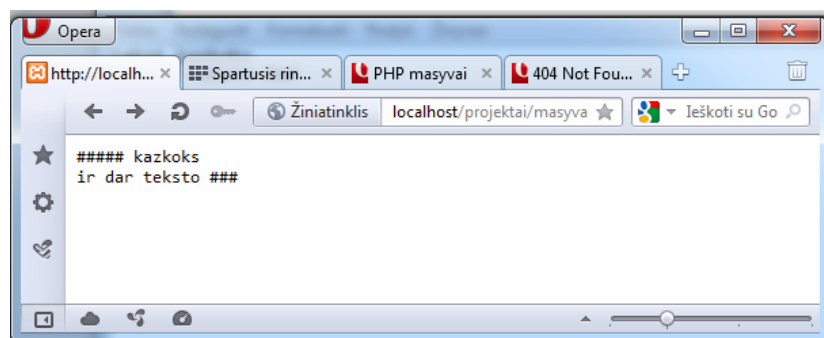 Opera
http://localh...
Spartusis rin...
PHP masyvai
404 Not Fou...
Žiniatinklis
localhost/projektai/masyva
Ieškoti su Go
##### kazkoks
ir dar teksto ###